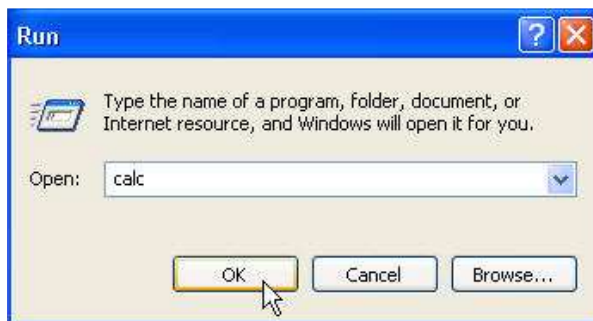 Run
?
Type the name of a program, folder, document, or
Internet resource, and Windows will open it for you.
Open: calc
OK Cancel Browse...